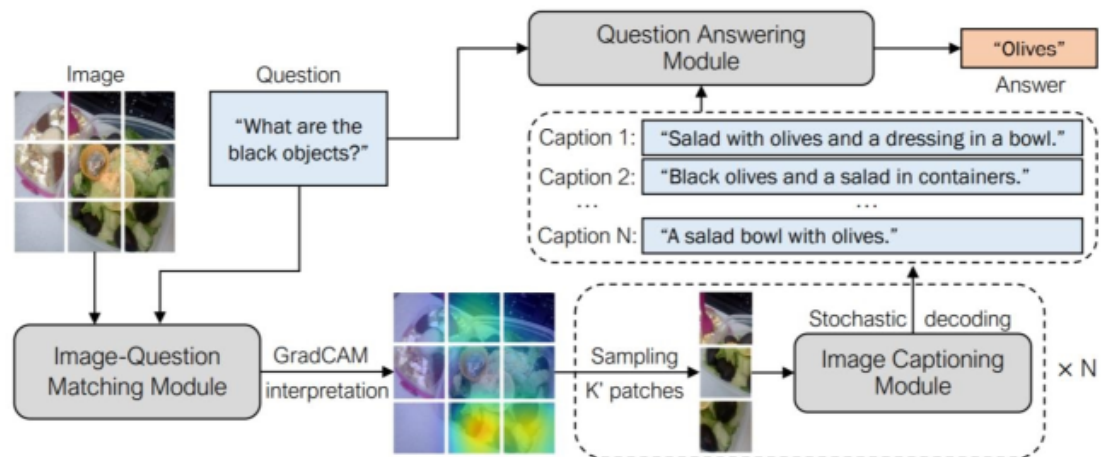 Image
Question
"What are the
black objects?"
Question Answering
Module
"Olives"
Answer
Caption 1: "Salad with olives and a dressing in a bowl."
Caption 2: "Black olives and a salad in containers."
... ...
Caption N: "A salad bowl with olives."
Image-Question
Matching Module
GradCAM
interpretation
Sampling
K' patches
Stochastic decoding
Image Captioning
Module
× N